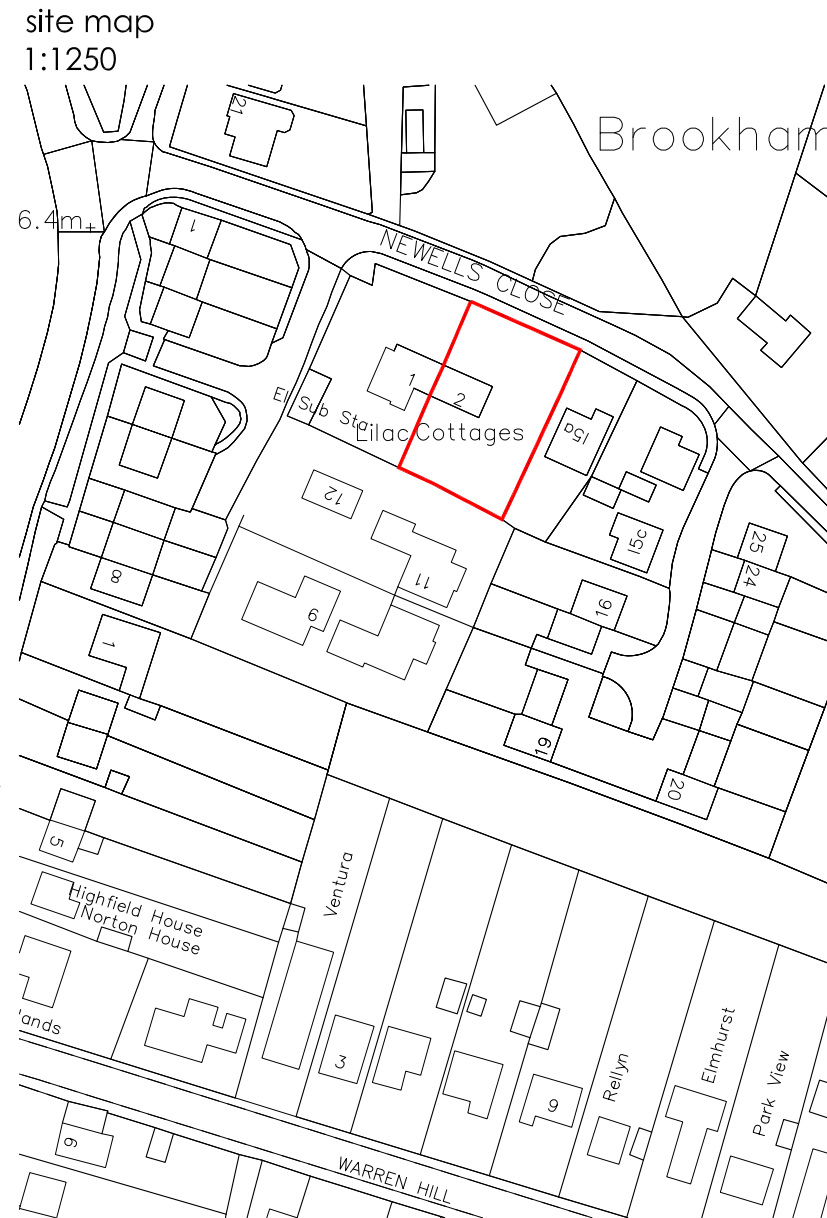 site map
1:1250
21
Brookham
6.4m
1
NEWELLS CLOSE
1
2
El Sub Sta
Lilac Cottages
15a
12
15c
11
25
24
8
16
9
1
19
20
5
Ventura
Highfield House
Norton House
lands
3
9
Rellyn
Elmhurst
Park View
6
WARREN HILL